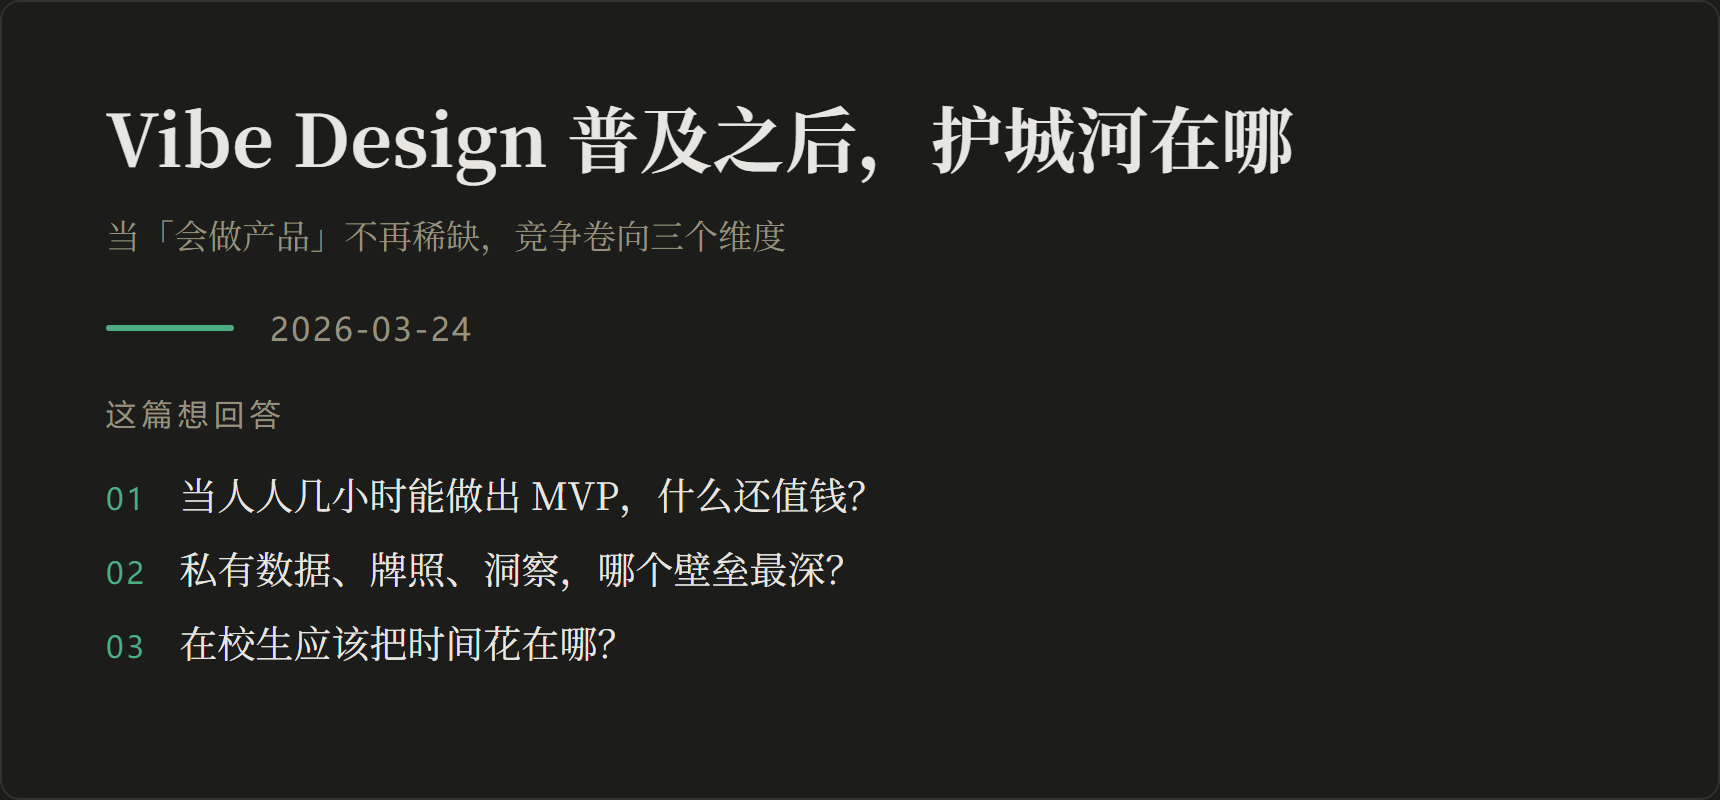 Vibe Design 普及之后，护城河在哪
当「会做产品」不再稀缺，竞争卷向三个维度
2026-03-24
这篇想回答
01 当人人几小时能做出 MVP，什么还值钱？
02 私有数据、牌照、洞察，哪个壁垒最深？
03 在校生应该把时间花在哪？